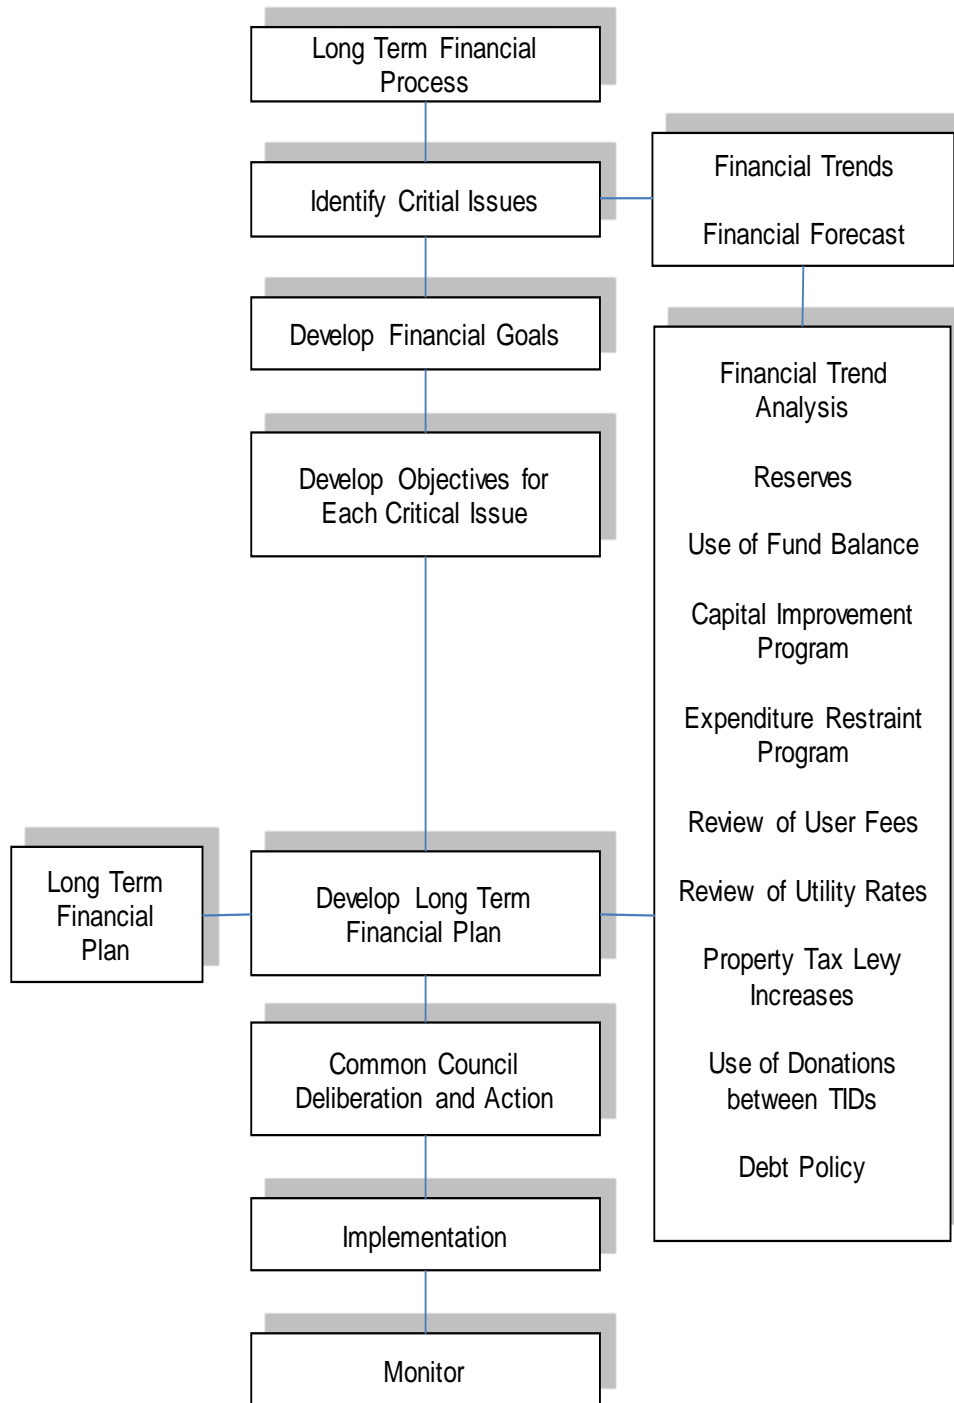 Long Term Financial
Process
Identify Critial Issues
Financial Trends
Financial Forecast
Develop Financial Goals
Develop Objectives for
Each Critical Issue
Financial Trend
Analysis
Reserves
Use of Fund Balance
Capital Improvement
Program
Expenditure Restraint
Program
Review of User Fees
Review of Utility Rates
Property Tax Levy
Increases
Use of Donations
between TIDs
Debt Policy
Long Term
Financial
Plan
Develop Long Term
Financial Plan
Common Council
Deliberation and Action
Implementation
Monitor